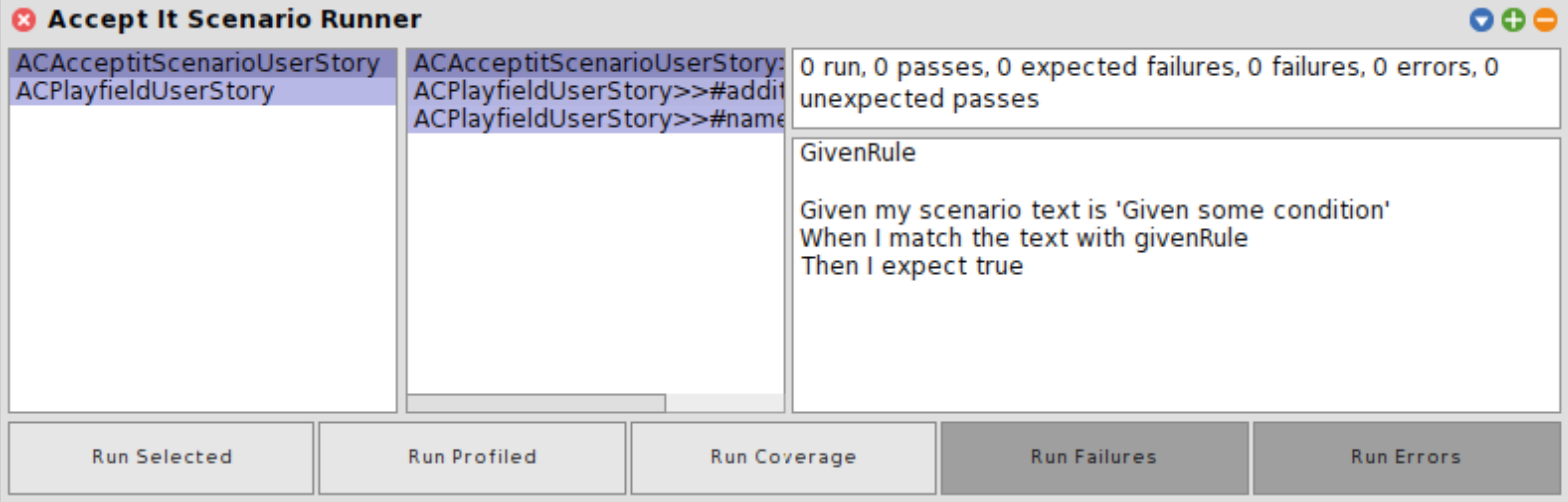 Accept It Scenario Runner
ACAcceptitScenarioUserStory
ACPlayfieldUserStory
ACAcceptitScenarioUserStory>
ACPlayfieldUserStory>>#addit
ACPlayfieldUserStory>>#name
0 run, 0 passes, 0 expected failures, 0 failures, 0 errors, 0
unexpected passes
GivenRule
Given my scenario text is 'Given some condition'
When I match the text with givenRule
Then I expect true
Run Selected
Run Profiled
Run Coverage
Run Failures
Run Errors